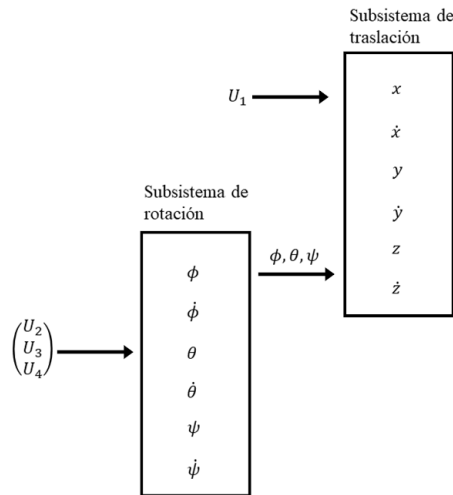 Subsistema de
traslación
U₁
x
ẋ
y
ẏ
z
ż
Subsistema de
rotación
ϕ, θ, ψ
ϕ
ϕ̇
θ
θ̇
ψ
ψ̇
(U₂
U₃
U₄)